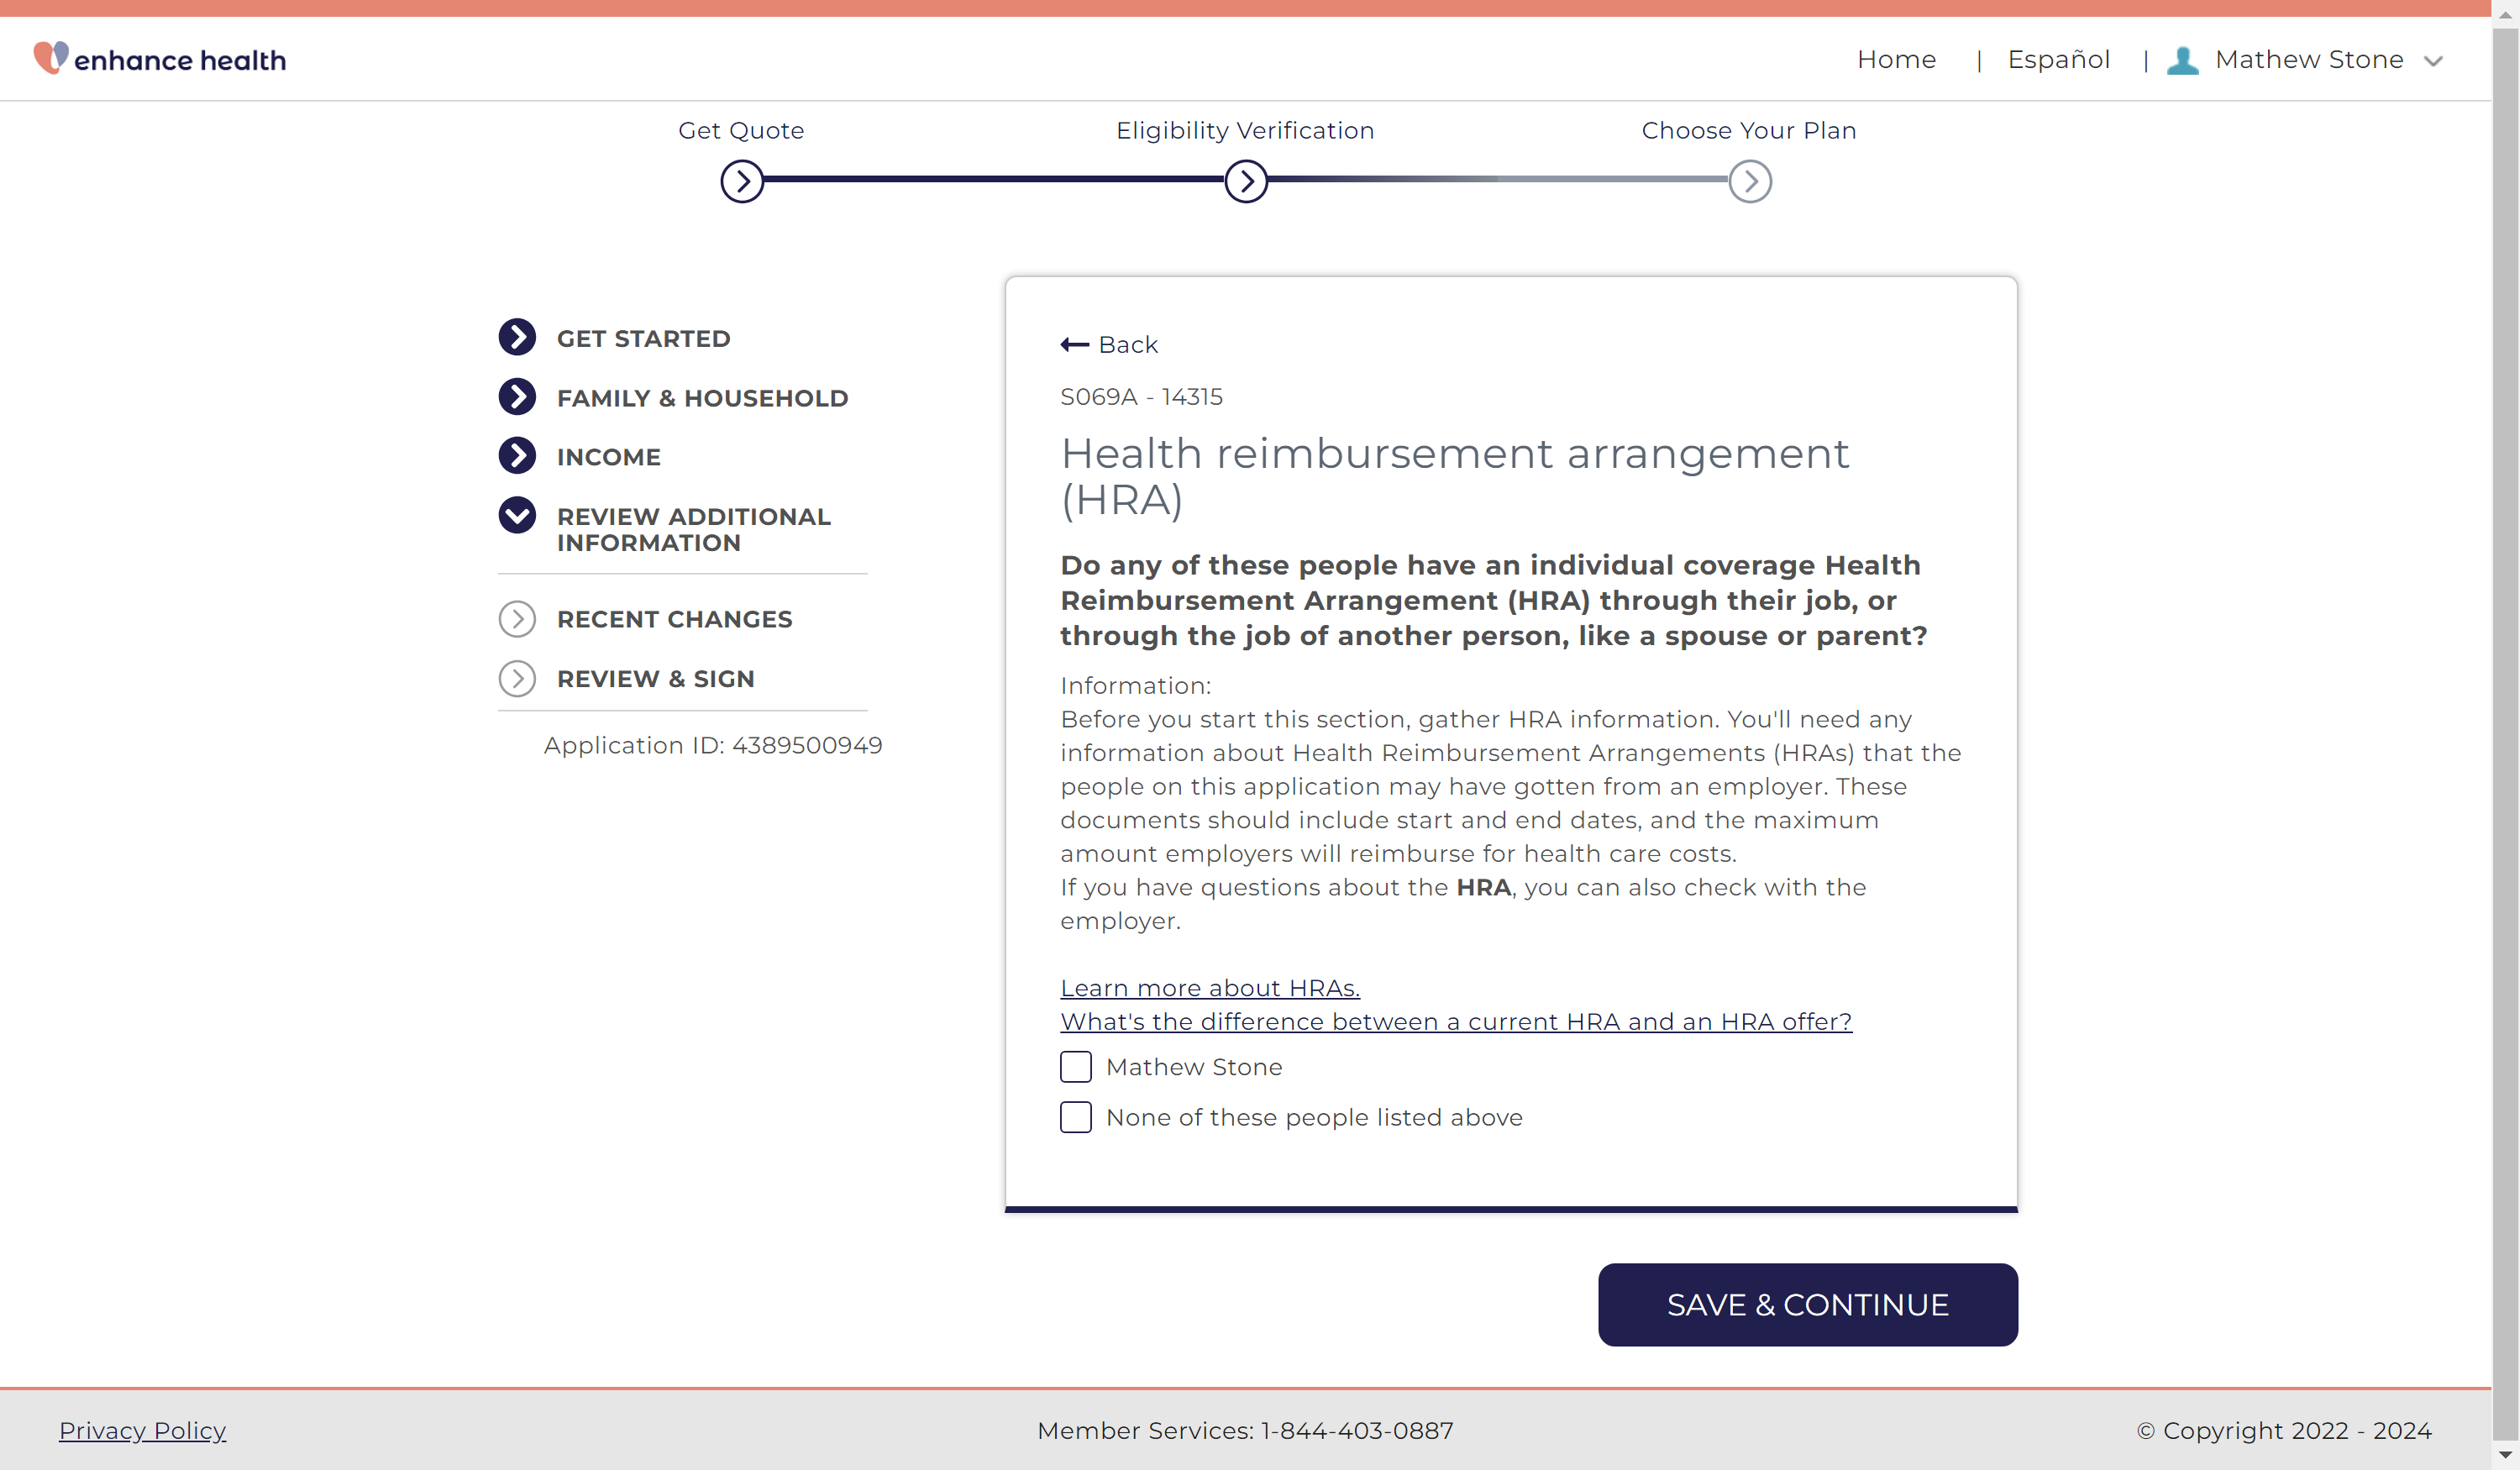 enhance health
Home | Español | Mathew Stone
Get Quote
Eligibility Verification
Choose Your Plan
GET STARTED
FAMILY & HOUSEHOLD
INCOME
REVIEW ADDITIONAL
INFORMATION
RECENT CHANGES
REVIEW & SIGN
Application ID: 4389500949
Back
S069A - 14315
Health reimbursement arrangement
(HRA)
Do any of these people have an individual coverage Health
Reimbursement Arrangement (HRA) through their job, or
through the job of another person, like a spouse or parent?
Information:
Before you start this section, gather HRA information. You'll need any
information about Health Reimbursement Arrangements (HRAs) that the
people on this application may have gotten from an employer. These
documents should include start and end dates, and the maximum
amount employers will reimburse for health care costs.
If you have questions about the HRA, you can also check with the
employer.
Learn more about HRAs.
What's the difference between a current HRA and an HRA offer?
Mathew Stone
None of these people listed above
SAVE & CONTINUE
Privacy Policy
Member Services: 1-844-403-0887
© Copyright 2022 - 2024